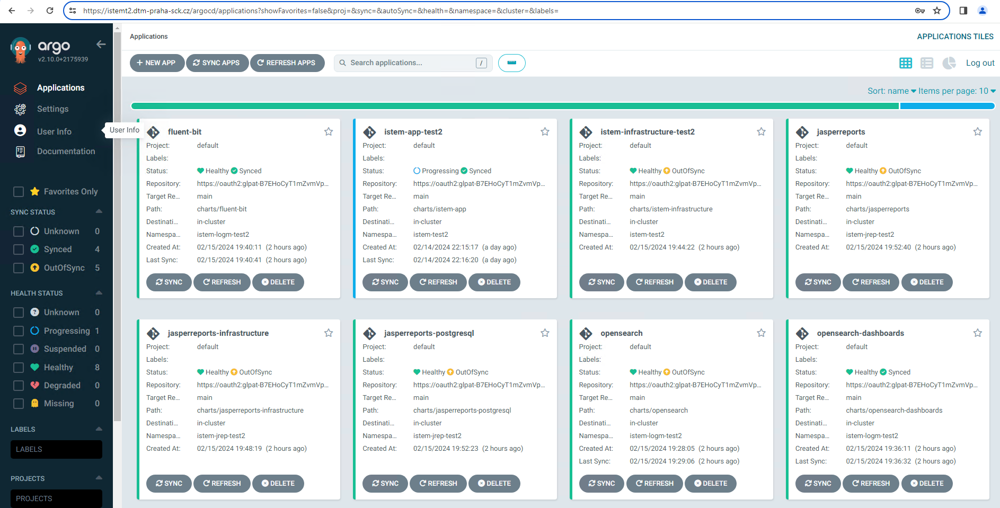 https://istemt2.dtm-praha-sck.cz/argocd/applications?showFavorites=false&proj=&sync=&autoSync=&health=&namespace=&cluster=&labels=
argo
v2.10.0+2175939
Applications
Settings
User Info
Documentation
Favorites Only
SYNC STATUS
Unknown 0
Synced 4
OutOfSync 5
HEALTH STATUS
Unknown 0
Progressing 1
Suspended 0
Healthy 8
Degraded 0
Missing 0
LABELS
LABELS
PROJECTS
PROJECTS
User Info
Applications
APPLICATIONS TILES
NEW APP SYNC APPS REFRESH APPS Search applications... / Log out
Sort: name Items per page: 10
fluent-bit
Project: default
Labels:
Status: Healthy Synced
Repository: https://oauth2:glpat-B7EHoCyT1mZvmVp...
Target Re... main
Path: charts/fluent-bit
Destinati... in-cluster
Namespa... istem-logm-test2
Created At: 02/15/2024 19:40:11 (2 hours ago)
Last Sync: 02/15/2024 19:40:41 (2 hours ago)
SYNC REFRESH DELETE
istem-app-test2
Project: default
Labels:
Status: Progressing Synced
Repository: https://oauth2:glpat-B7EHoCyT1mZvmVp...
Target Re... main
Path: charts/istem-app
Destinati... in-cluster
Namespa... istem-test2
Created At: 02/14/2024 22:15:17 (a day ago)
Last Sync: 02/14/2024 22:16:20 (a day ago)
SYNC REFRESH DELETE
istem-infrastructure-test2
Project: default
Labels:
Status: Healthy OutOfSync
Repository: https://oauth2:glpat-B7EHoCyT1mZvmVp...
Target Re... main
Path: charts/istem-infrastructure
Destinati... in-cluster
Namespa... istem-test2
Created At: 02/15/2024 19:44:22 (2 hours ago)
SYNC REFRESH DELETE
jasperreports
Project: default
Labels:
Status: Healthy OutOfSync
Repository: https://oauth2:glpat-B7EHoCyT1mZvmVp...
Target Re... main
Path: charts/jasperreports
Destinati... in-cluster
Namespa... istem-jrep-test2
Created At: 02/15/2024 19:52:40 (2 hours ago)
SYNC REFRESH DELETE
jasperreports-infrastructure
Project: default
Labels:
Status: Healthy OutOfSync
Repository: https://oauth2:glpat-B7EHoCyT1mZvmVp...
Target Re... main
Path: charts/jasperreports-infrastructure
Destinati... in-cluster
Namespa... istem-jrep-test2
Created At: 02/15/2024 19:48:19 (2 hours ago)
SYNC REFRESH DELETE
jasperreports-postgresql
Project: default
Labels:
Status: Healthy OutOfSync
Repository: https://oauth2:glpat-B7EHoCyT1mZvmVp...
Target Re... main
Path: charts/jasperreports-postgresql
Destinati... in-cluster
Namespa... istem-jrep-test2
Created At: 02/15/2024 19:52:23 (2 hours ago)
SYNC REFRESH DELETE
opensearch
Project: default
Labels:
Status: Healthy OutOfSync
Repository: https://oauth2:glpat-B7EHoCyT1mZvmVp...
Target Re... main
Path: charts/opensearch
Destinati... in-cluster
Namespa... istem-logm-test2
Created At: 02/15/2024 19:28:05 (2 hours ago)
Last Sync: 02/15/2024 19:29:06 (2 hours ago)
SYNC REFRESH DELETE
opensearch-dashboards
Project: default
Labels:
Status: Healthy Synced
Repository: https://oauth2:glpat-B7EHoCyT1mZvmVp...
Target Re... main
Path: charts/opensearch-dashboards
Destinati... in-cluster
Namespa... istem-logm-test2
Created At: 02/15/2024 19:36:11 (2 hours ago)
Last Sync: 02/15/2024 19:36:32 (2 hours ago)
SYNC REFRESH DELETE